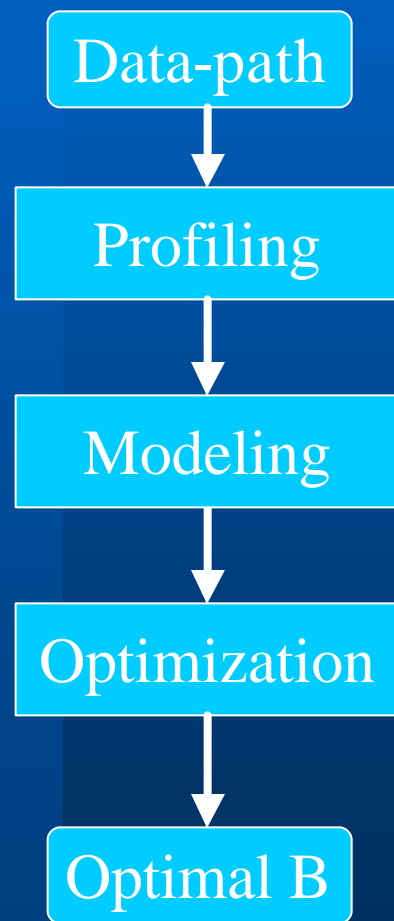 Data-path
Profiling
Modeling
Optimization
Optimal B